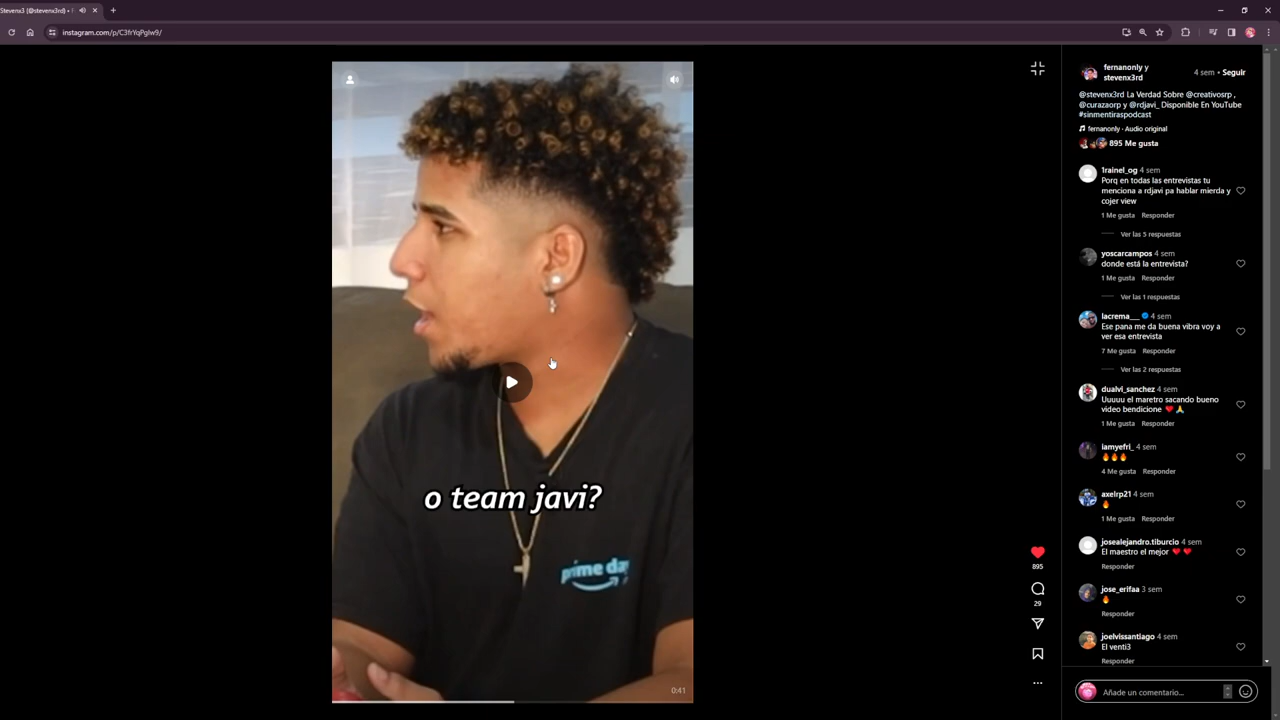 Stevenx3 (@stevenx3rd) •
instagram.com/p/C3frYqPgIw9/
fernanonly y
stevenx3rd
4 sem • Seguir
@stevenx3rd La Verdad Sobre @creativosrp ,
@curazaorp y @rdjavi_ Disponible En YouTube
#sinmentiraspodcast
fernanonly · Audio original
895 Me gusta
1rainel_og 4 sem
Porq en todas las entrevistas tu
menciona a rdjavi pa hablar mierda y
cojer view
1 Me gusta Responder
Ver las 5 respuestas
yoscarcampos 4 sem
donde está la entrevista?
1 Me gusta Responder
Ver las 1 respuestas
lacrema___ 4 sem
Ese pana me da buena vibra voy a
ver esa entrevista
7 Me gusta Responder
Ver las 2 respuestas
dualvi_sanchez 4 sem
Uuuuu el maretro sacando bueno
video bendicione ❤️ 🙏
1 Me gusta Responder
iamyefri_ 4 sem
🔥🔥🔥
4 Me gusta Responder
axelrp21 4 sem
🔥
1 Me gusta Responder
josealejandro.tiburcio 4 sem
El maestro el mejor ❤️ ❤️
Responder
jose_erifaa 3 sem
🔥
Responder
joelvissantiago 4 sem
El venti3
Responder
Añade un comentario...
o team javi?
prime day
0:41
895
29